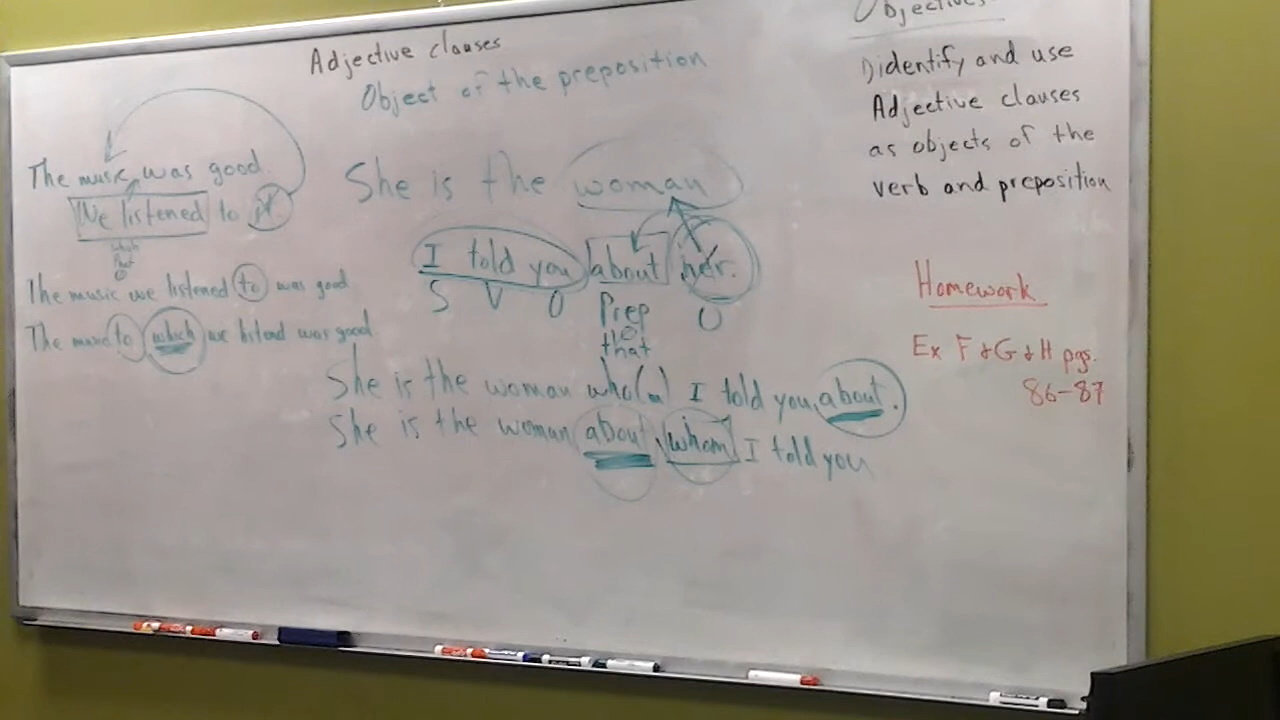 Adjective clauses
Object of the preposition
The music was good.
We listened to it
which
that
The music we listened to was good
The music to which we listend was good
She is the woman
I told you about her.
S V O Prep O
that
She is the woman who(m) I told you about.
She is the woman about whom I told you
Objectives
identify and use
Adjective clauses
as objects of the
verb and preposition
Homework
Ex F & G & H pgs.
86-87